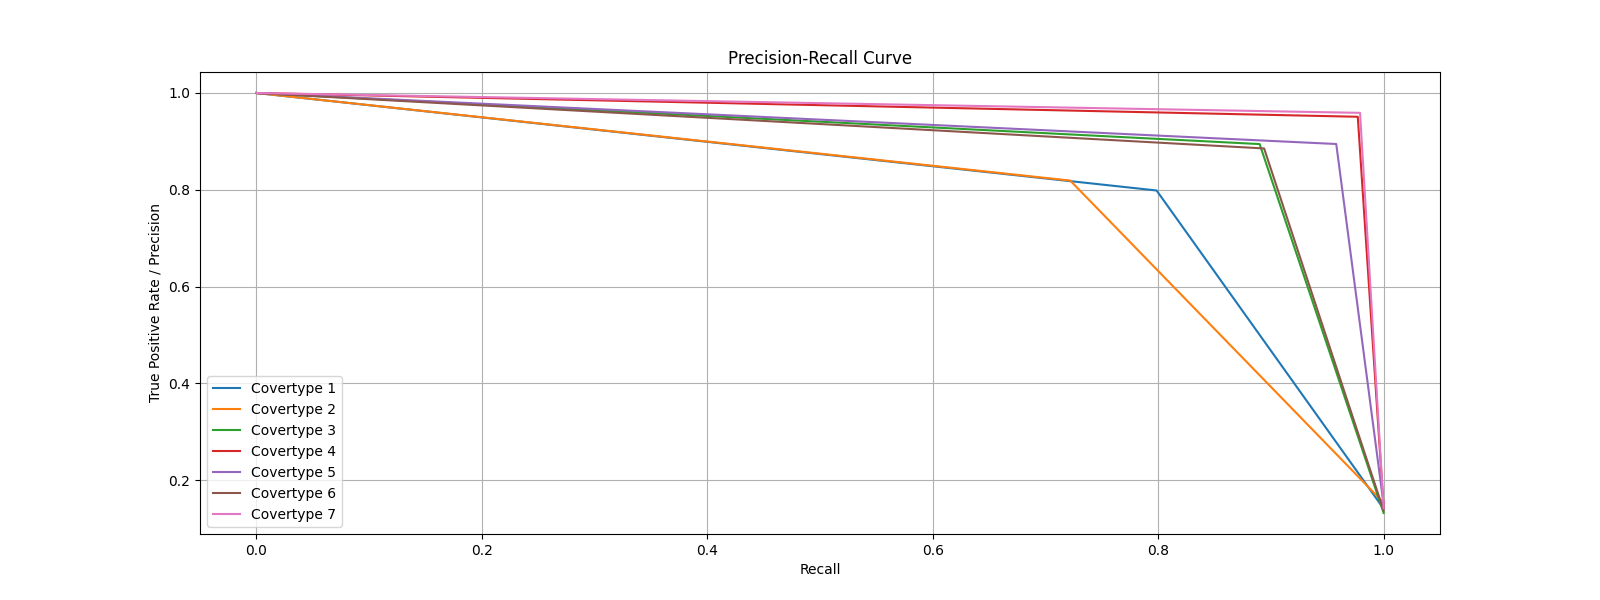 Precision-Recall Curve
True Positive Rate / Precision
1.0
0.8
0.6
0.4
0.2
Covertype 1
Covertype 2
Covertype 3
Covertype 4
Covertype 5
Covertype 6
Covertype 7
0.0 0.2 0.4 0.6 0.8 1.0
Recall